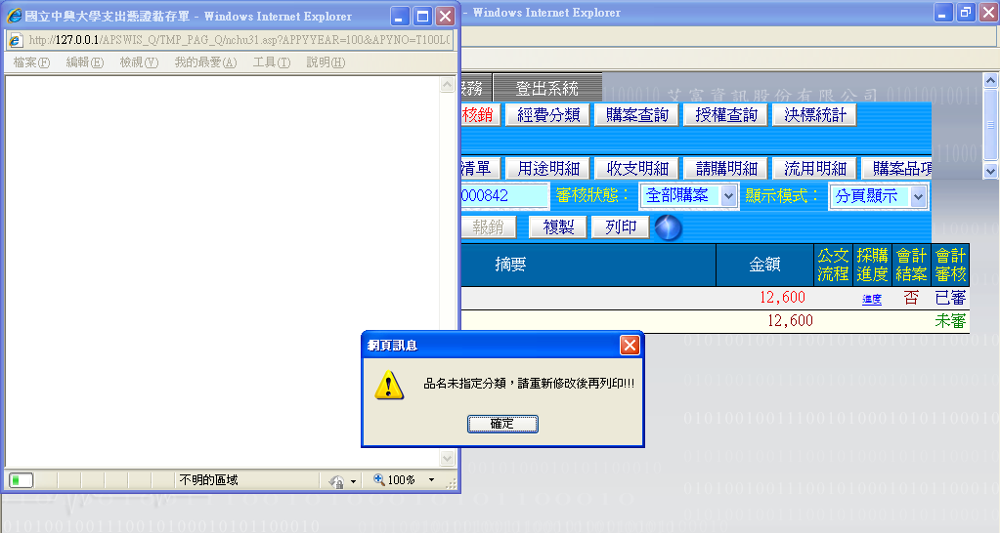 國立中興大學支出憑證黏存單 - Windows Internet Explorer
- Windows Internet Explorer
http://127.0.0.1/APSWIS_Q/TMP_PAG_Q/nchu31.asp?APPYYEAR=100&APYNO=T100L0
檔案(F) 編輯(E) 檢視(V) 我的最愛(A) 工具(T) 說明(H)
服務 登出系統
艾富資訊股份有限公司
核銷 經費分類 購案查詢 授權查詢 決標統計
清單 用途明細 收支明細 請購明細 流用明細 購案品項
000842 審核狀態： 全部購案 顯示模式： 分頁顯示
報銷 複製 列印
摘要 金額 公文流程 採購進度 會計結案 會計審核
12,600 進度 否 已審
12,600 未審
網頁訊息
品名未指定分類，請重新修改後再列印!!!
確定
不明的區域 100%